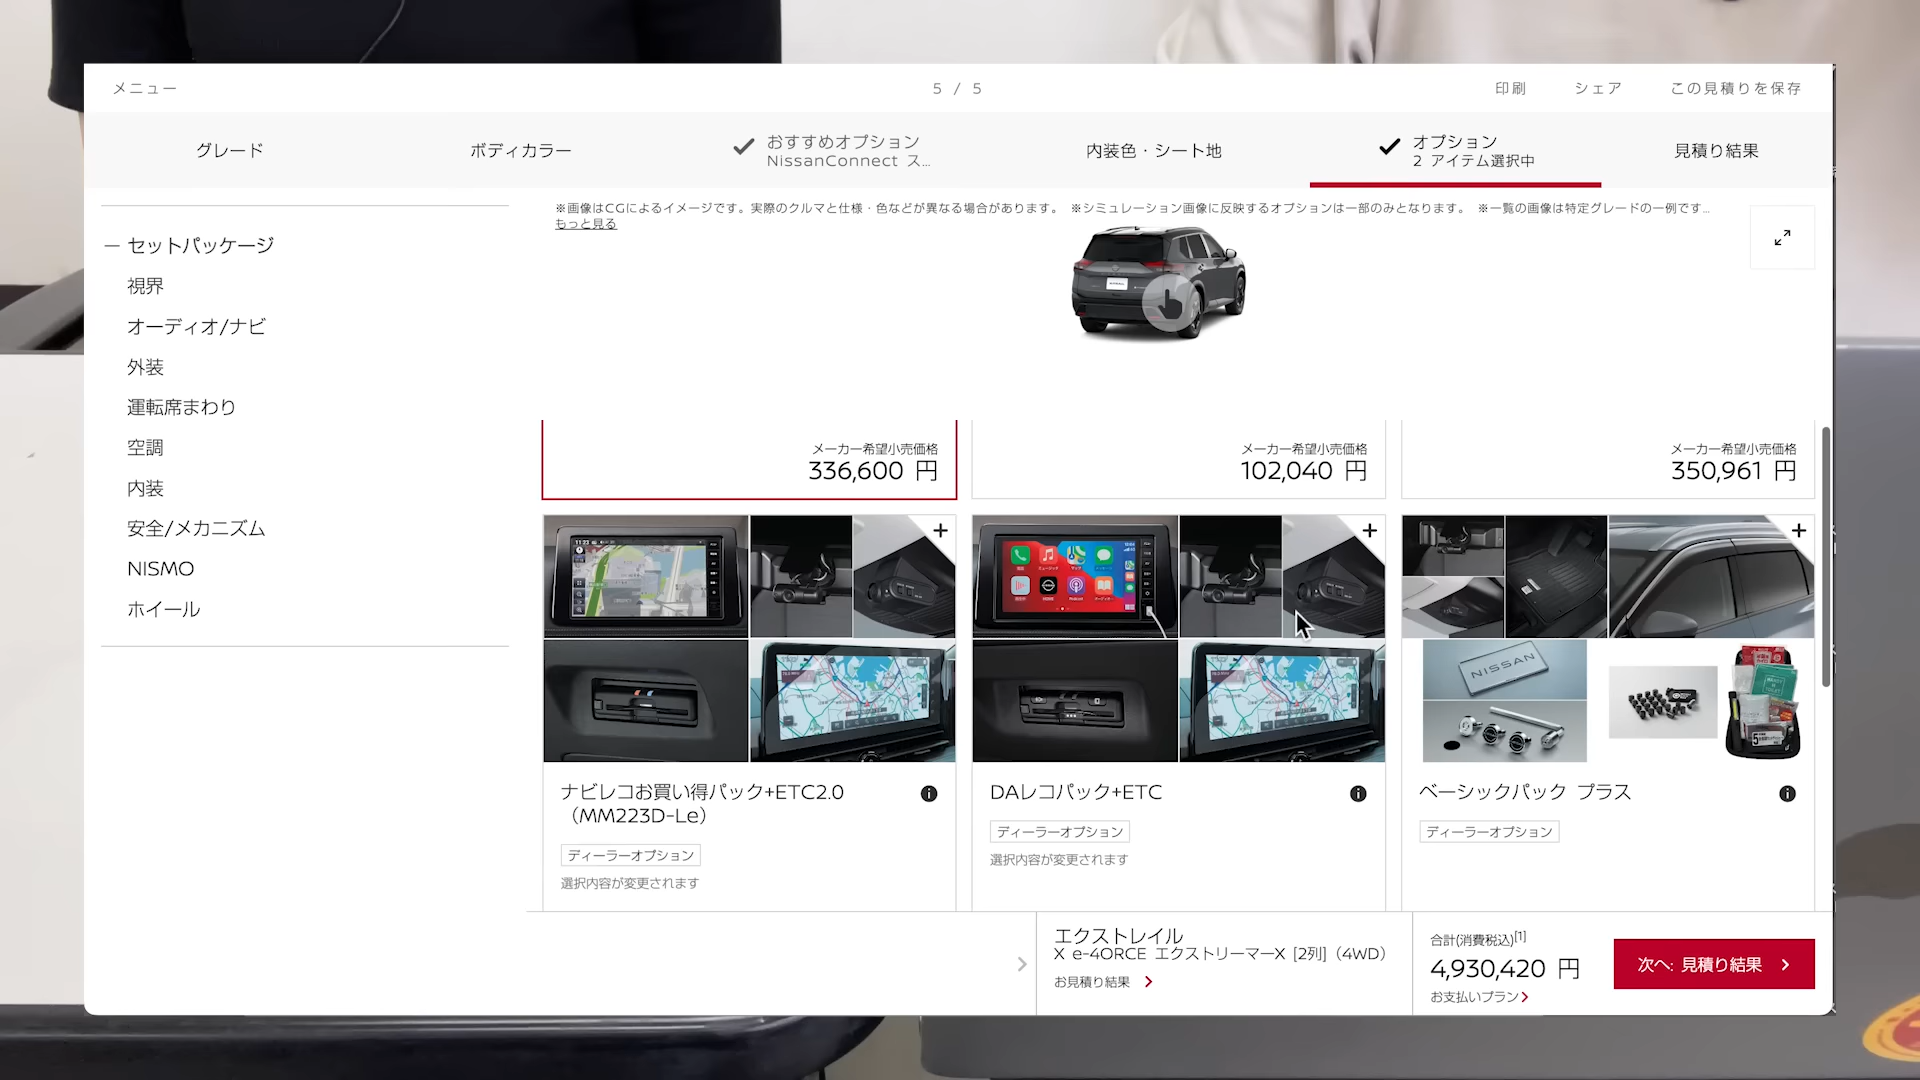 メニュー
5 / 5
印刷
シェア
この見積りを保存
グレード
ボディカラー
おすすめオプション
NissanConnect ス...
内装色・シート地
オプション
2 アイテム選択中
見積り結果
※画像はCGによるイメージです。実際のクルマと仕様・色などが異なる場合があります。 ※シミュレーション画像に反映するオプションは一部のみとなります。 ※一覧の画像は特定グレードの一例です...
もっと見る
セットパッケージ
視界
オーディオ/ナビ
外装
運転席まわり
空調
内装
安全/メカニズム
NISMO
ホイール
メーカー希望小売価格
336,600 円
メーカー希望小売価格
102,040 円
メーカー希望小売価格
350,961 円
11:23
NISSAN
ナビレコお買い得パック+ETC2.0
(MM223D-Le)
ディーラーオプション
選択内容が変更されます
DAレコパック+ETC
ディーラーオプション
選択内容が変更されます
ベーシックパック プラス
ディーラーオプション
エクストレイル
X e-4ORCE エクストリーマーX [2列] (4WD)
お見積り結果
合計(消費税込)[1]
4,930,420 円
お支払いプラン
次へ: 見積り結果